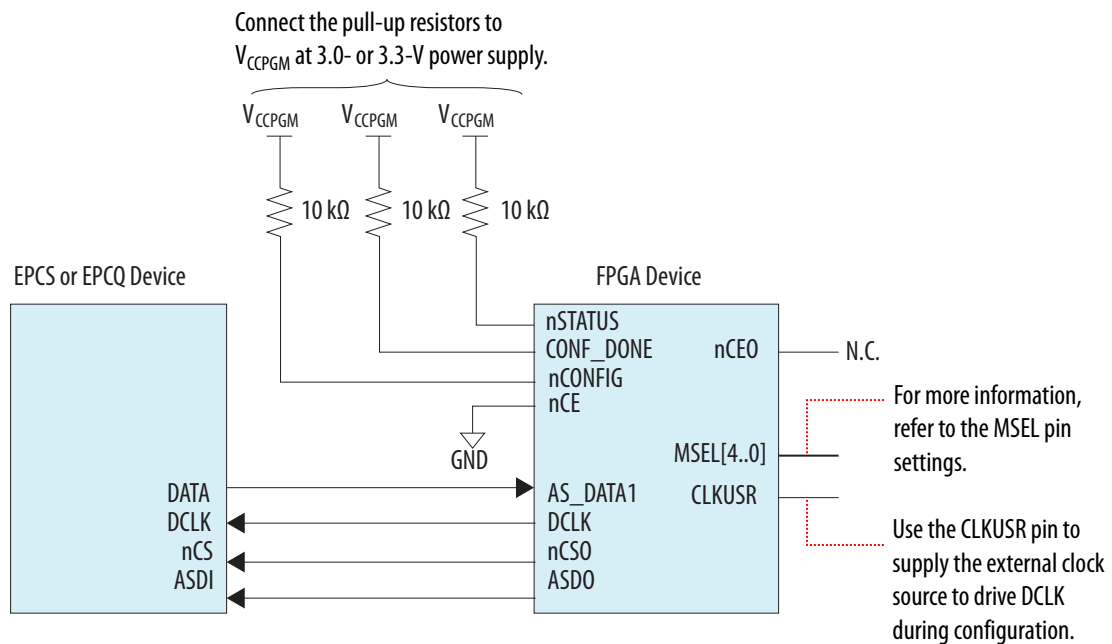 Connect the pull-up resistors to
VCCPGM at 3.0- or 3.3-V power supply.
VCCPGM VCCPGM VCCPGM
10 kΩ 10 kΩ 10 kΩ
EPCS or EPCQ Device
FPGA Device
nSTATUS
CONF_DONE
nCONFIG
nCE
nCEO
N.C.
GND
For more information,
refer to the MSEL pin
settings.
MSEL[4..0]
CLKUSR
DATA
DCLK
nCS
ASDI
AS_DATA1
DCLK
nCSO
ASDO
Use the CLKUSR pin to
supply the external clock
source to drive DCLK
during configuration.